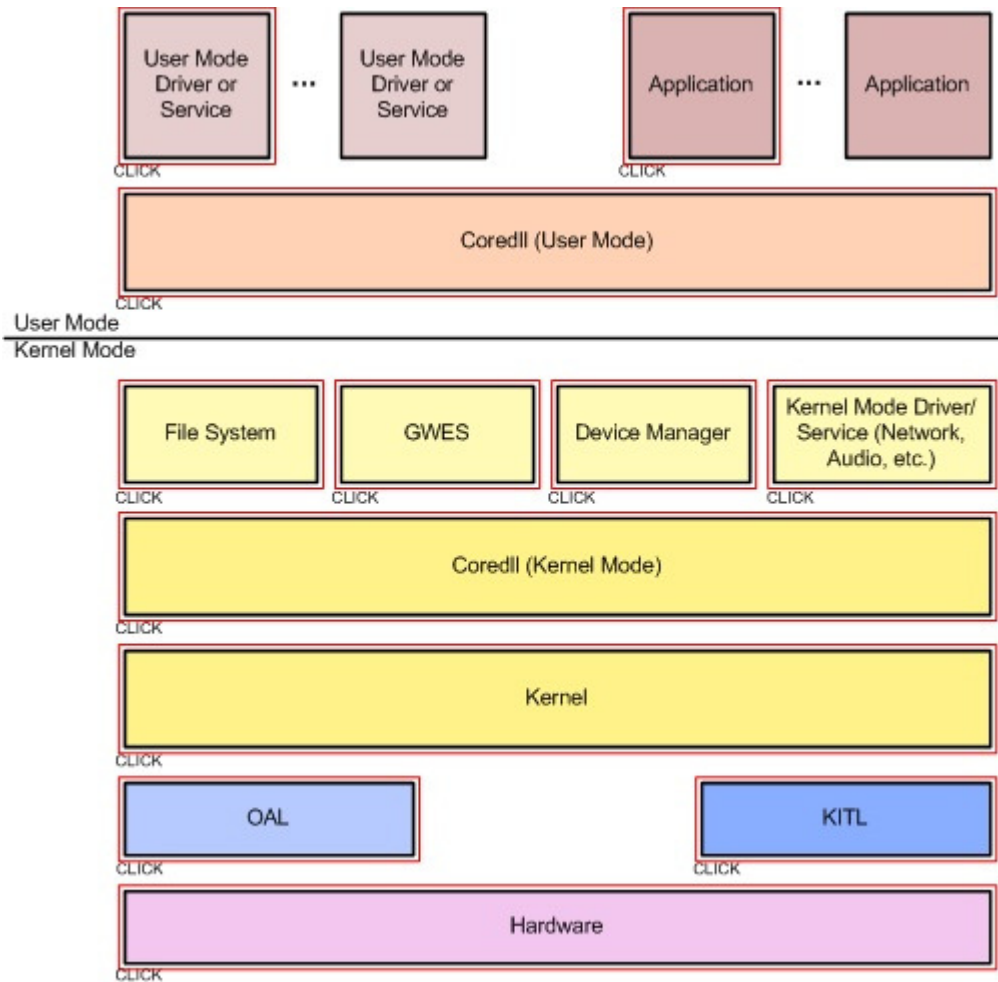 User Mode
Driver or
Service
...
User Mode
Driver or
Service
Application
...
Application
CLICK
CLICK
Coredll (User Mode)
CLICK
User Mode
Kernel Mode
File System
GWES
Device Manager
Kernel Mode Driver/
Service (Network,
Audio, etc.)
CLICK
CLICK
CLICK
CLICK
Coredll (Kernel Mode)
CLICK
Kernel
CLICK
OAL
KITL
CLICK
CLICK
Hardware
CLICK